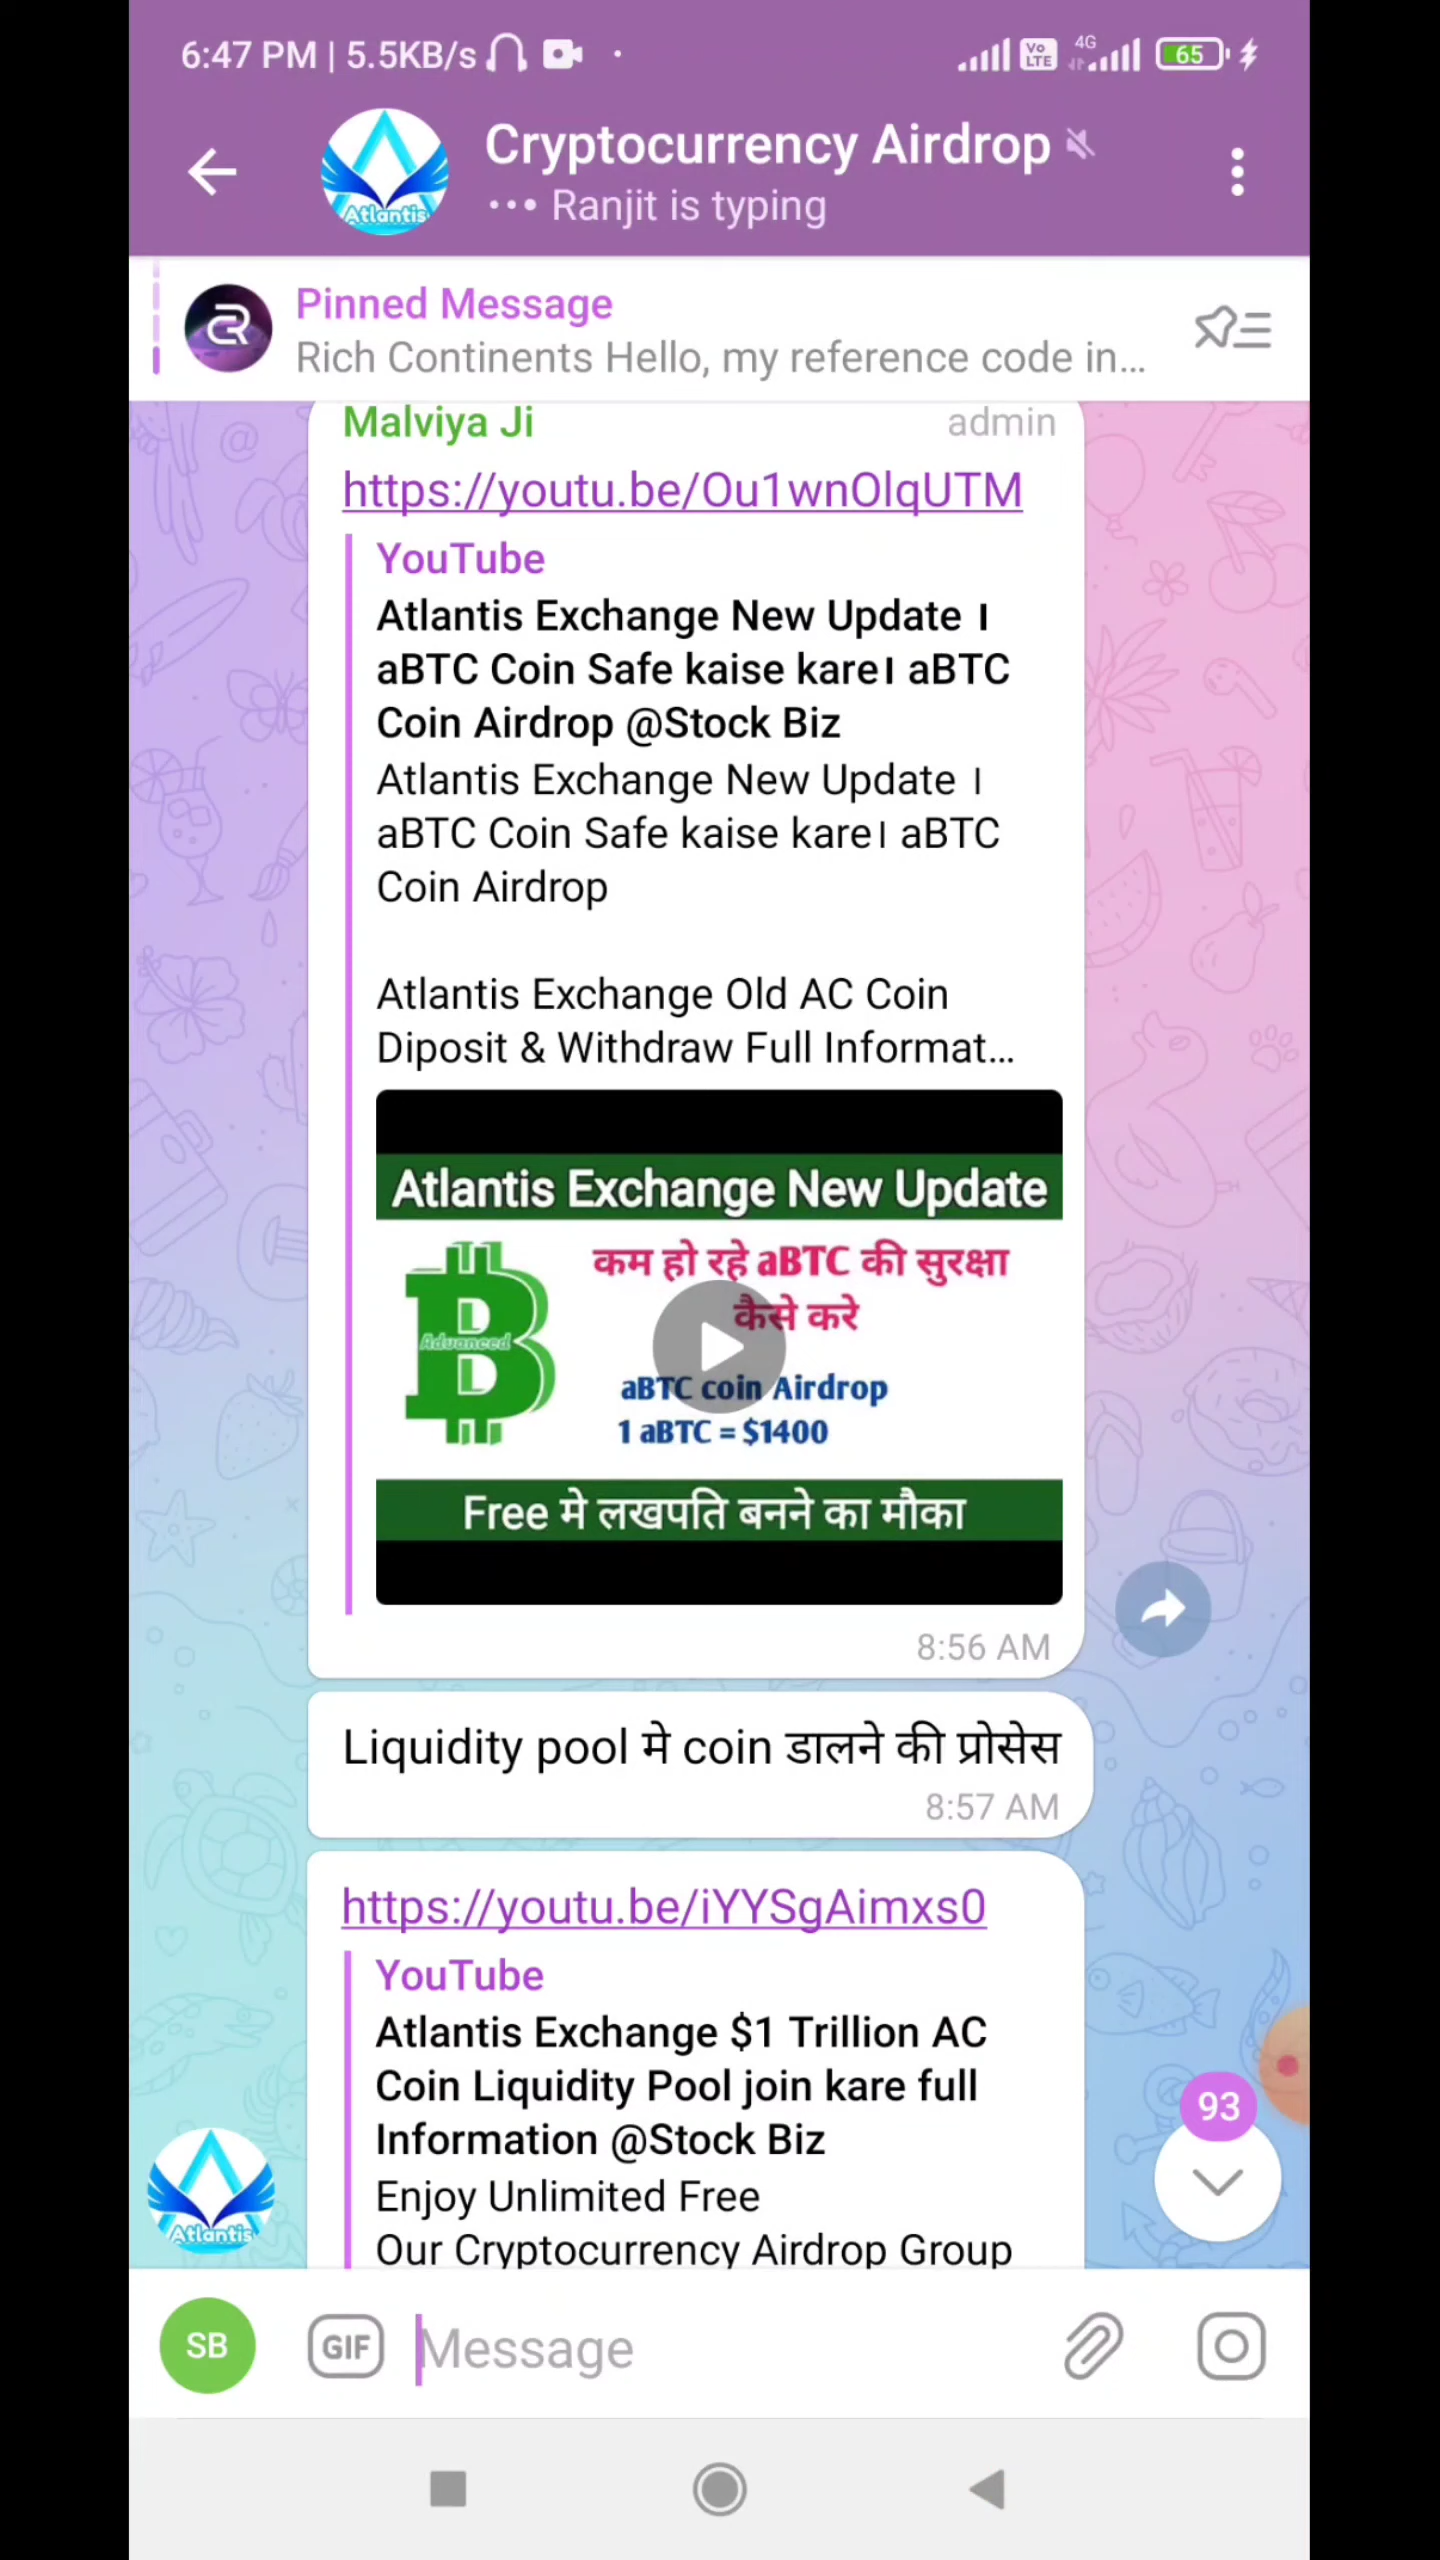 6:47 PM | 5.5KB/s
Vo LTE 4G 65
Cryptocurrency Airdrop
Atlantis
••• Ranjit is typing
Pinned Message
Rich Continents Hello, my reference code in...
Malviya Ji admin
https://youtu.be/Ou1wnOlqUTM
YouTube
Atlantis Exchange New Update ।
aBTC Coin Safe kaise kare। aBTC
Coin Airdrop @Stock Biz
Atlantis Exchange New Update ।
aBTC Coin Safe kaise kare। aBTC
Coin Airdrop
Atlantis Exchange Old AC Coin
Diposit & Withdraw Full Informat...
Atlantis Exchange New Update
कम हो रहे aBTC की सुरक्षा
कैसे करे
Advanced
aBTC coin Airdrop
1 aBTC = $1400
Free मे लखपति बनने का मौका
8:56 AM
Liquidity pool मे coin डालने की प्रोसेस
8:57 AM
https://youtu.be/iYYSgAimxs0
YouTube
Atlantis Exchange $1 Trillion AC
Coin Liquidity Pool join kare full
Information @Stock Biz
93
Enjoy Unlimited Free
Our Cryptocurrency Airdrop Group
Atlantis
SB GIF Message